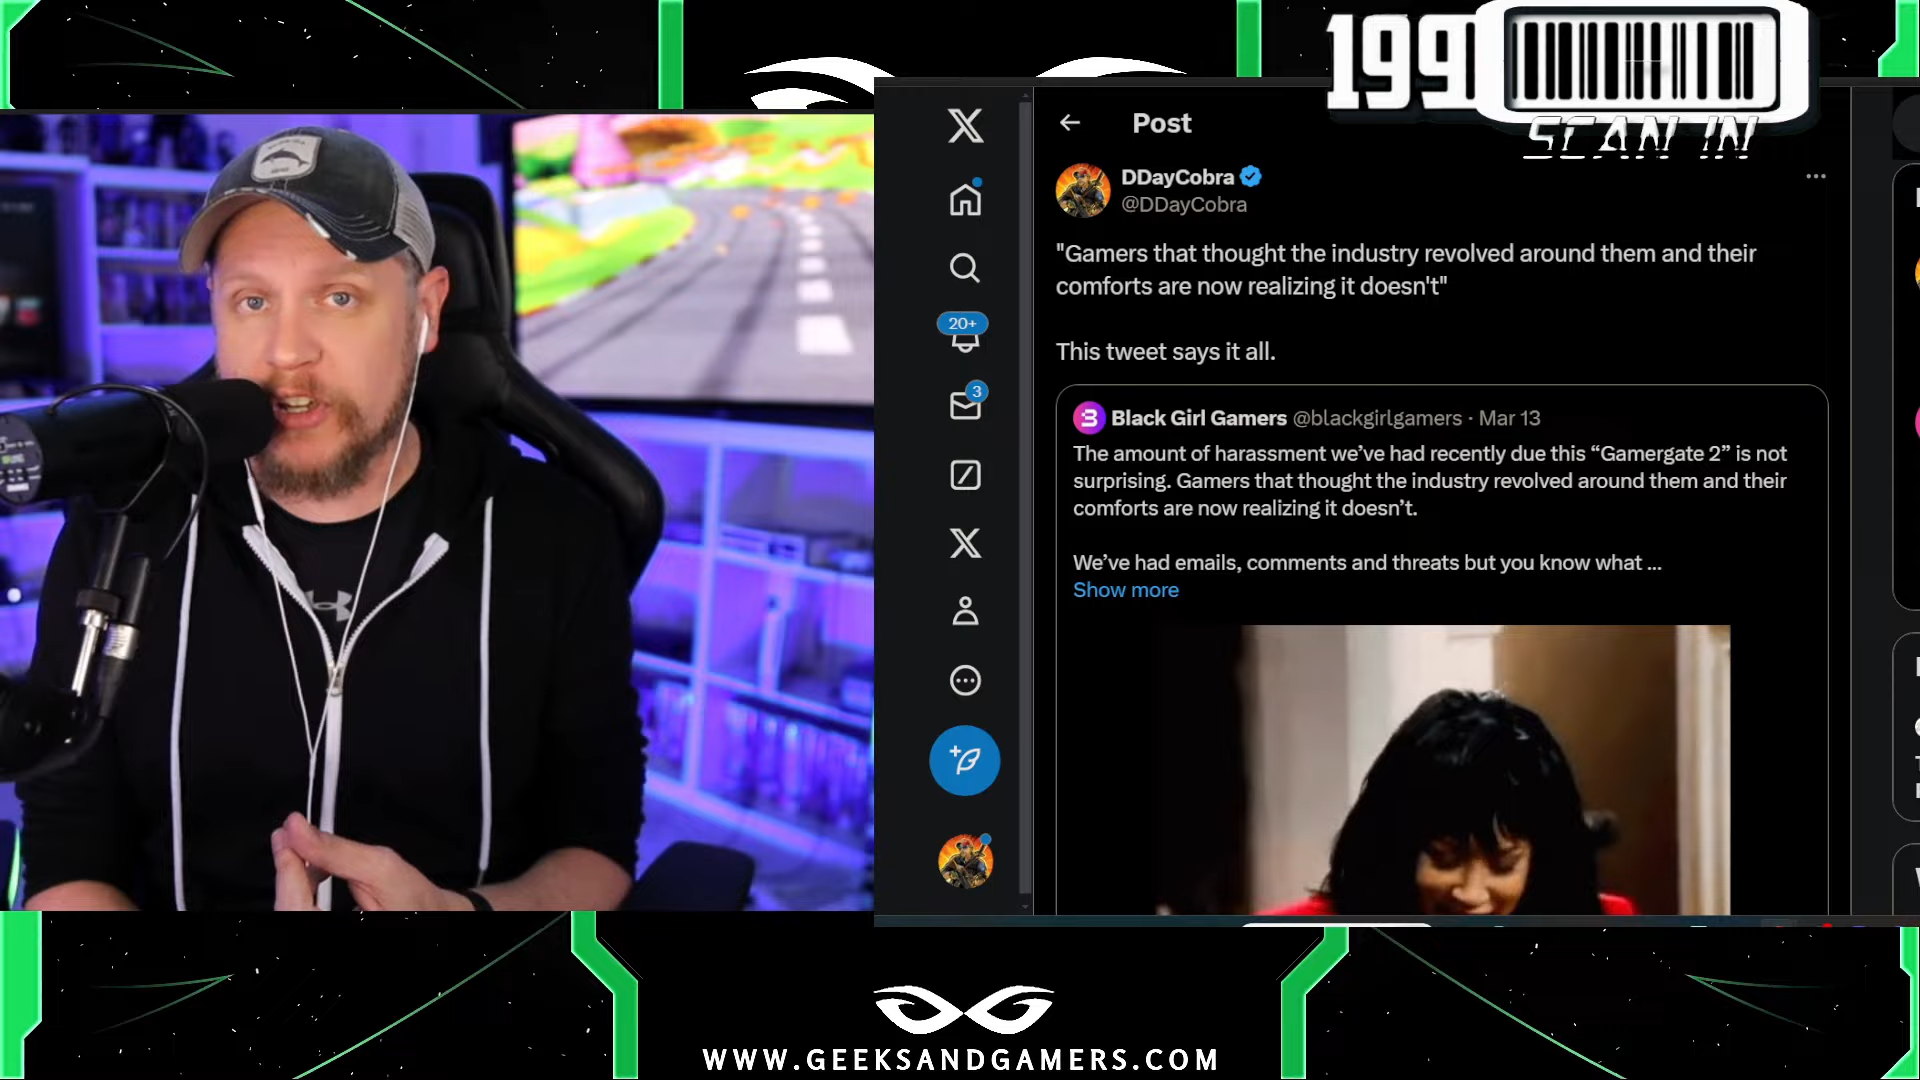 199
SCAN IN
Post
DDayCobra
@DDayCobra
"Gamers that thought the industry revolved around them and their
comforts are now realizing it doesn't"
This tweet says it all.
20+
3
Black Girl Gamers @blackgirlgamers · Mar 13
The amount of harassment we’ve had recently due this “Gamergate 2” is not
surprising. Gamers that thought the industry revolved around them and their
comforts are now realizing it doesn’t.
We’ve had emails, comments and threats but you know what ...
Show more
WWW.GEEKSANDGAMERS.COM